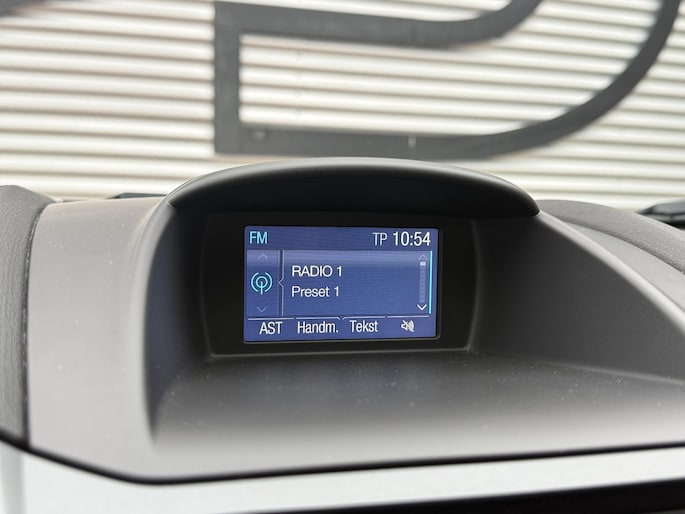 FM TP 10:54
RADIO 1
Preset 1
AST Handm. Tekst